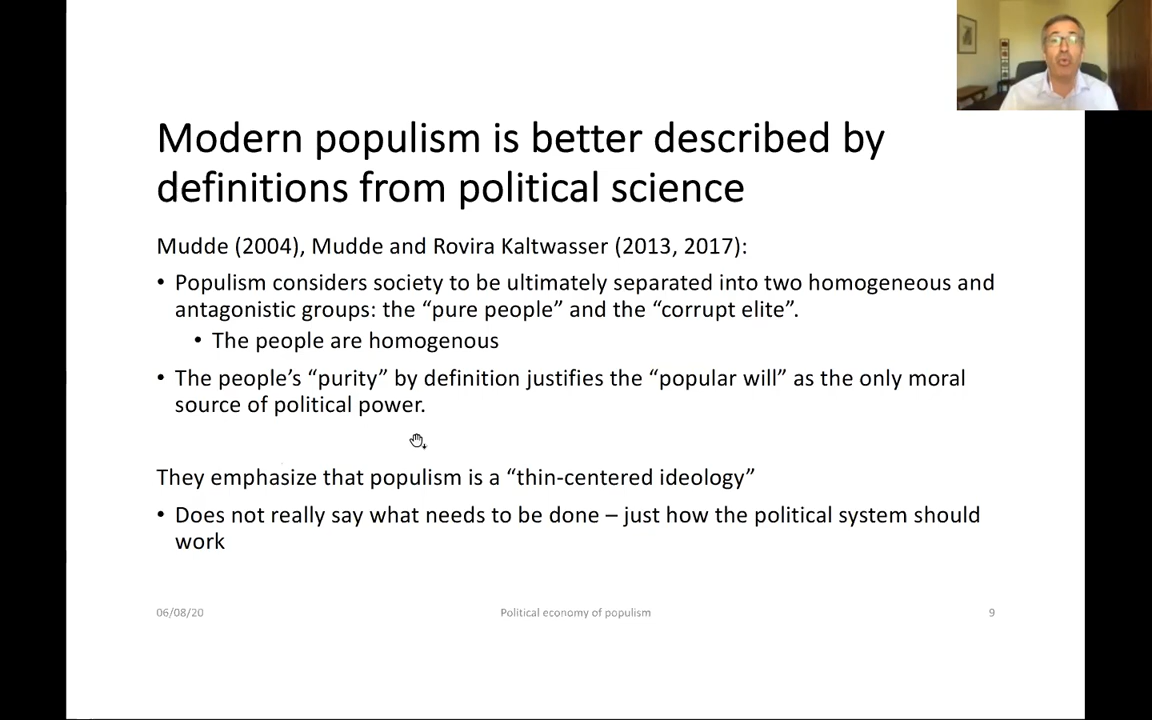 Modern populism is better described by
definitions from political science
Mudde (2004), Mudde and Rovira Kaltwasser (2013, 2017):
• Populism considers society to be ultimately separated into two homogeneous and
antagonistic groups: the “pure people” and the “corrupt elite”.
• The people are homogenous
• The people’s “purity” by definition justifies the “popular will” as the only moral
source of political power.
They emphasize that populism is a “thin-centered ideology”
• Does not really say what needs to be done – just how the political system should
work
06/08/20
Political economy of populism
9